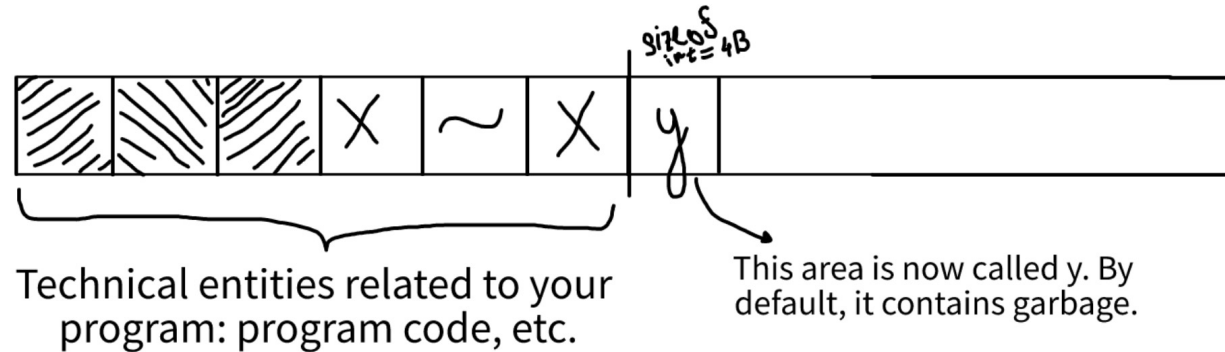 sizeof
int = 4B
X
~
X
y
Technical entities related to your
program: program code, etc.
This area is now called y. By
default, it contains garbage.